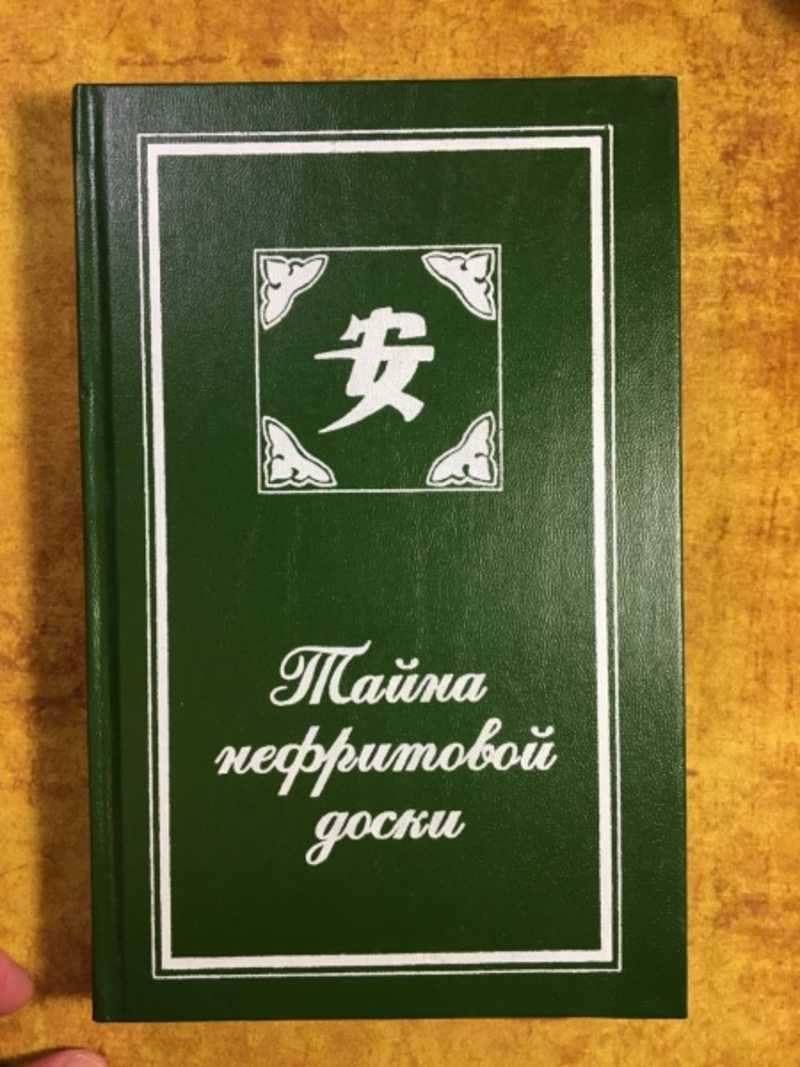 安
Тайна
нефритовой
доски